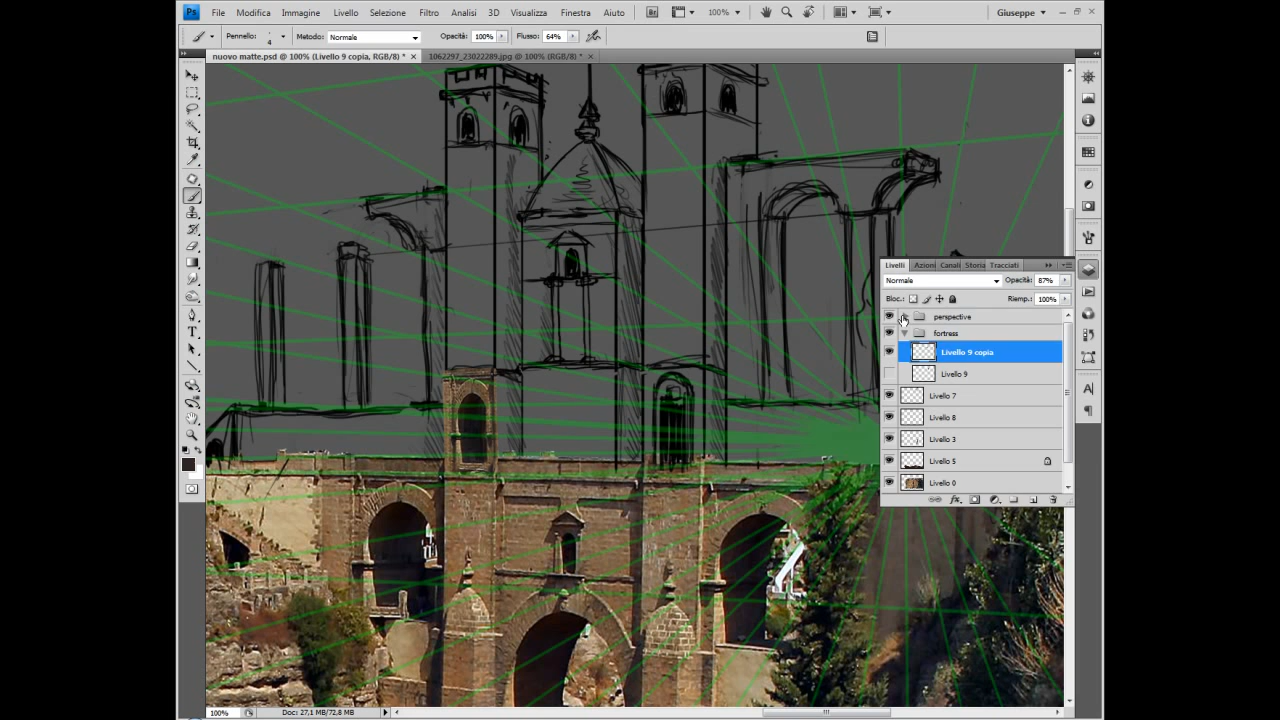 Ps File Modifica Immagine Livello Selezione Filtro Analisi 3D Visualizza Finestra Aiuto Br 100% Giuseppe
Pennello: 4 Metodo: Normale Opacità: 100% Flusso: 64%
nuovo matte.psd @ 100% (Livello 9 copia, RGB/8) * × 1062297_23022289.jpg @ 100% (RGB/8) * ×
Livelli Azioni Canali Storia Tracciati
Normale Opacità: 87%
Bloc.: Riemp.: 100%
perspective
fortress
Livello 9 copia
Livello 9
Livello 7
Livello 8
Livello 3
Livello 5
Livello 0
fx
T
A
100% Doc: 27,1 MB/72,8 MB